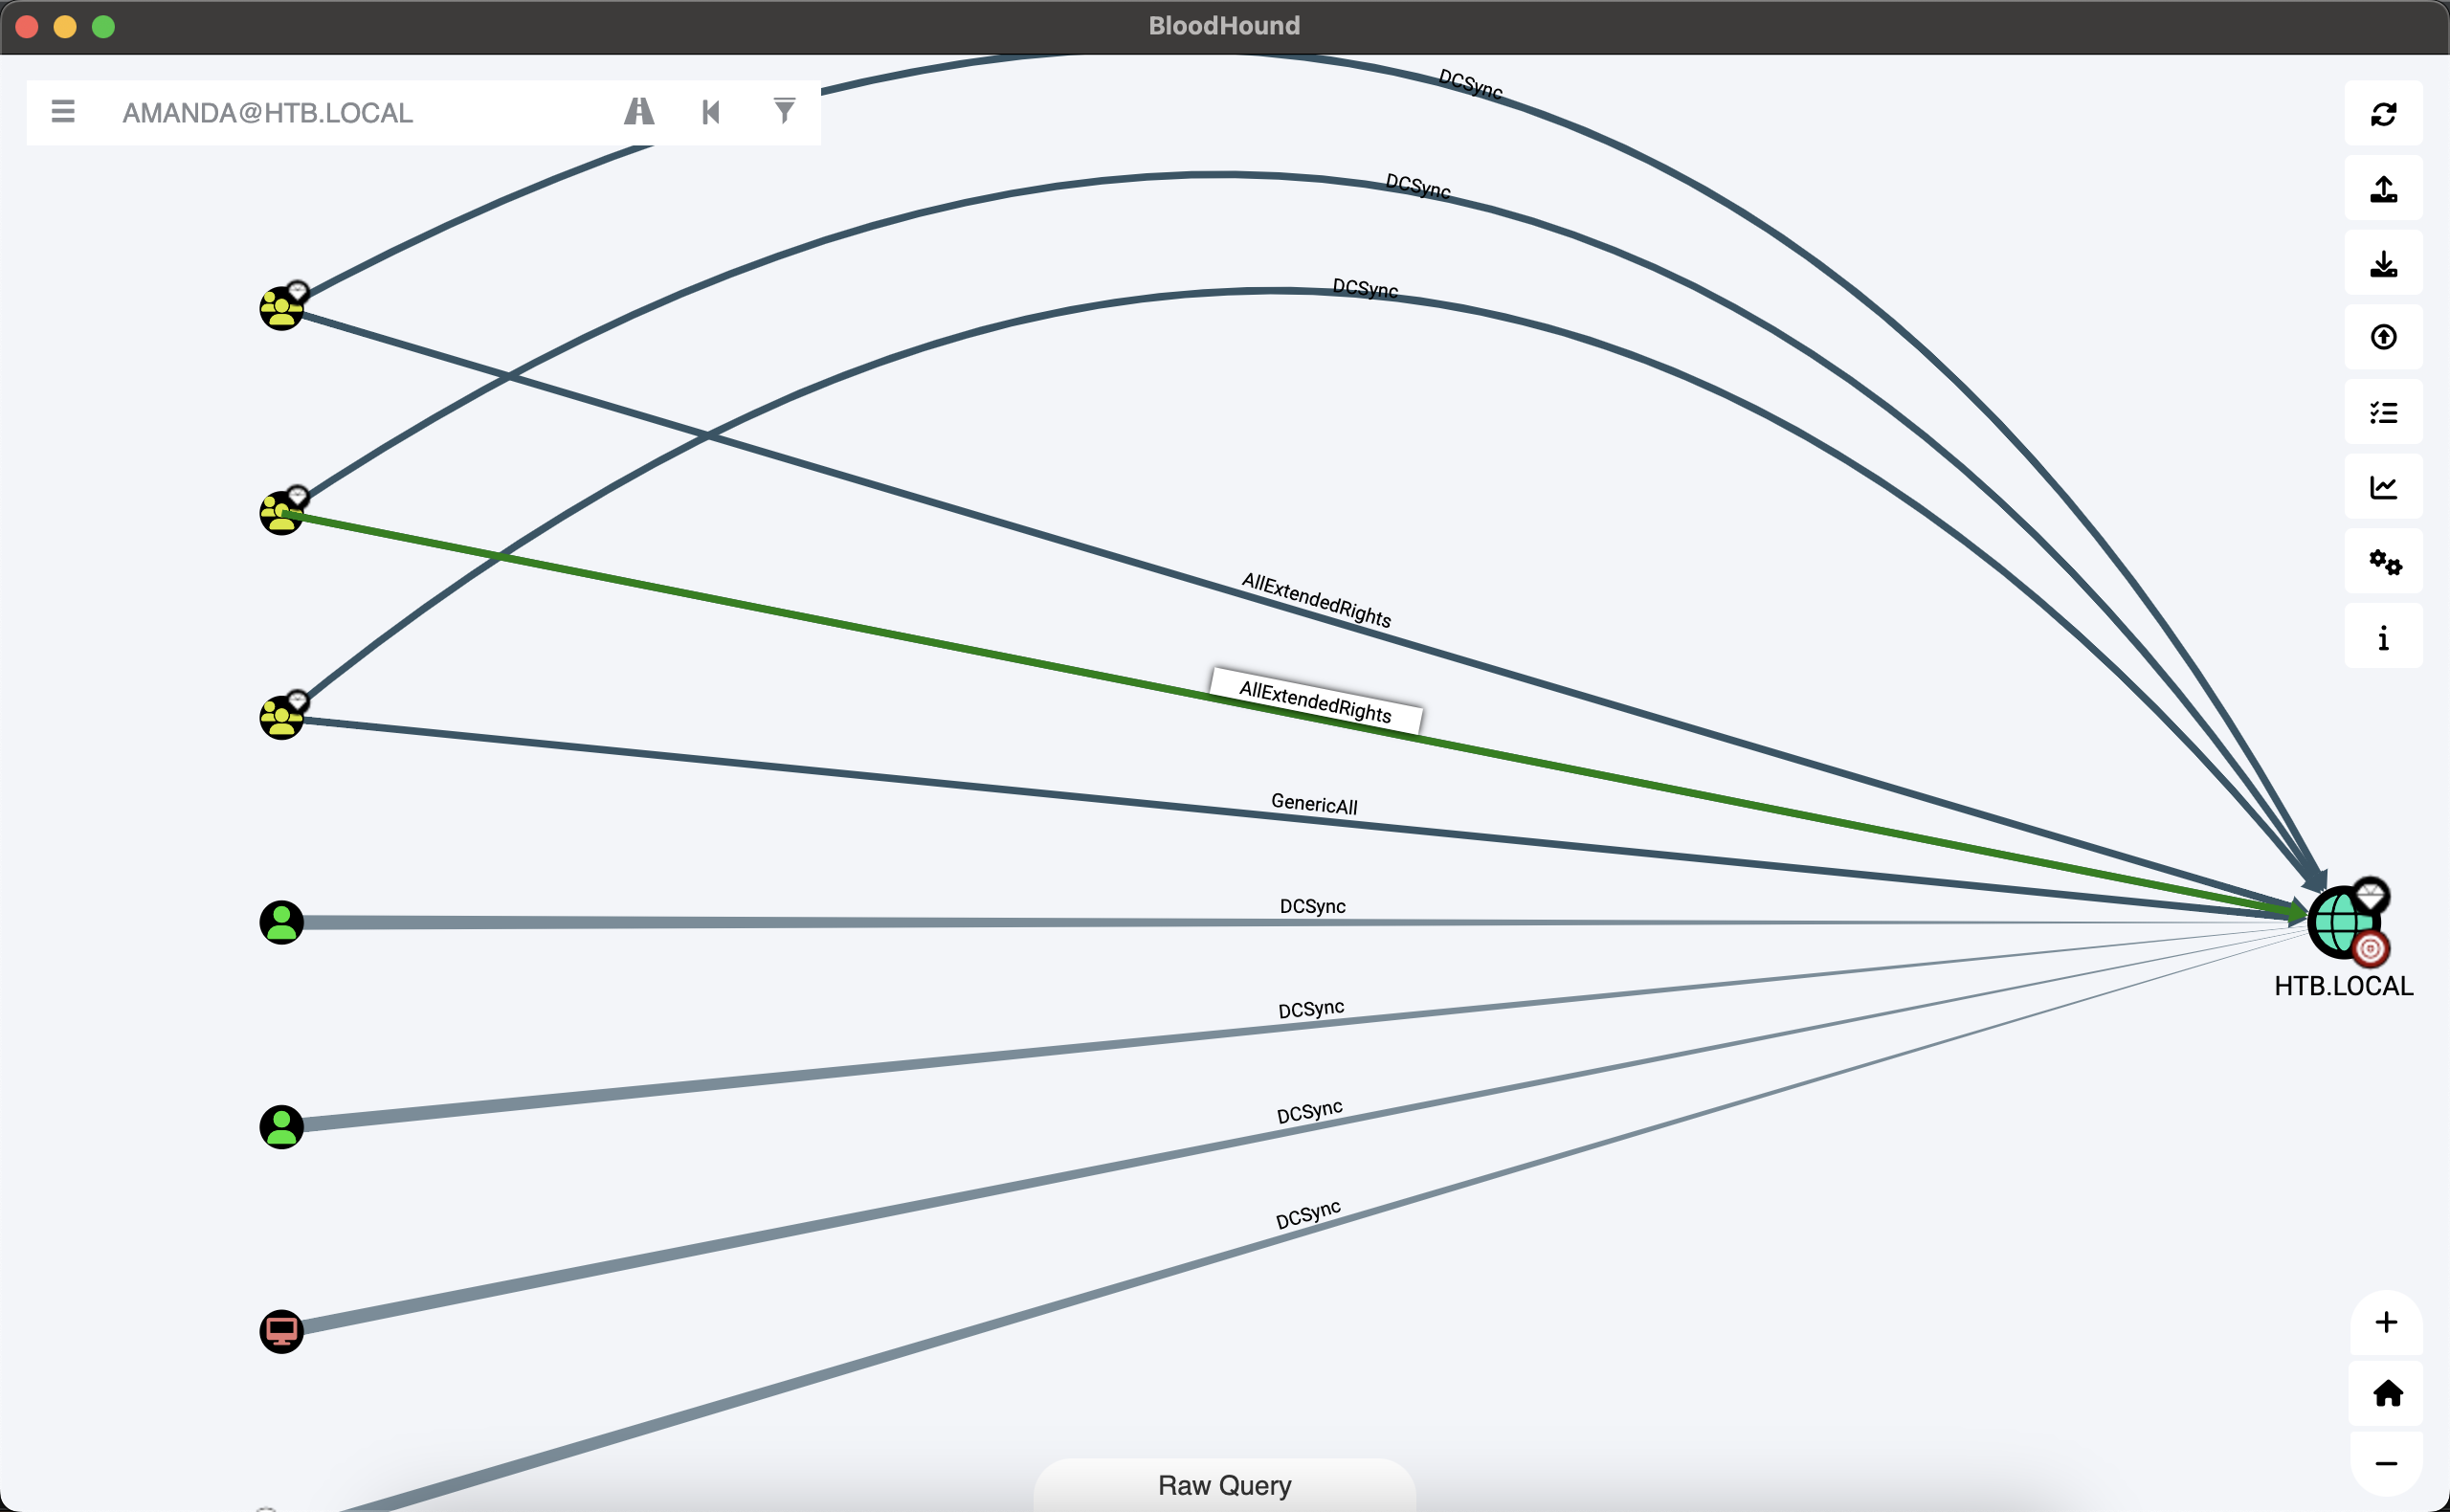 BloodHound
AMANDA@HTB.LOCAL
DCSync
DCSync
DCSync
AllExtendedRights
AllExtendedRights
GenericAll
DCSync
HTB.LOCAL
DCSync
DCSync
DCSync
Raw Query